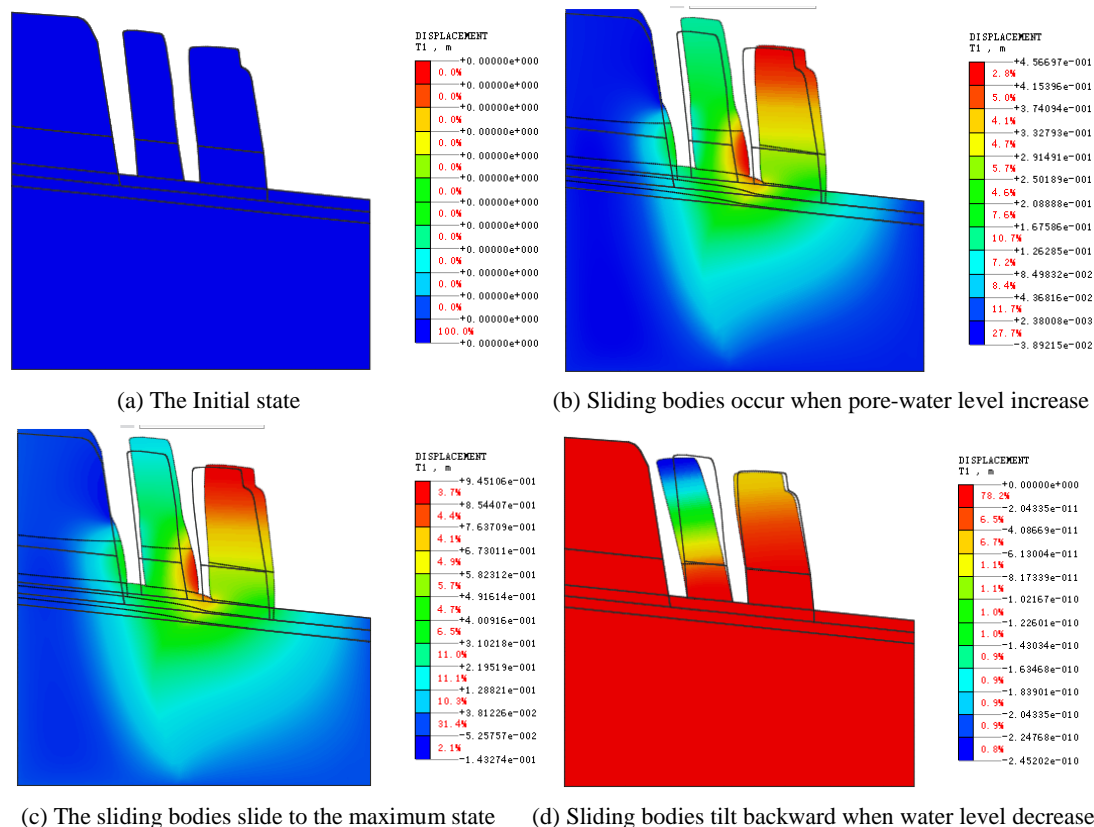 DISPLACEMENT
T1 , m
+0.00000e+000
0.0%
+0.00000e+000
0.0%
+0.00000e+000
0.0%
+0.00000e+000
0.0%
+0.00000e+000
0.0%
+0.00000e+000
0.0%
+0.00000e+000
0.0%
+0.00000e+000
0.0%
+0.00000e+000
0.0%
+0.00000e+000
0.0%
+0.00000e+000
0.0%
+0.00000e+000
100.0%
+0.00000e+000
(a) The Initial state
DISPLACEMENT
T1 , m
+4.56697e-001
2.8%
+4.15396e-001
5.0%
+3.74094e-001
4.1%
+3.32793e-001
4.7%
+2.91491e-001
5.7%
+2.50189e-001
4.6%
+2.08888e-001
7.6%
+1.67586e-001
10.7%
+1.26285e-001
7.2%
+8.49832e-002
8.4%
+4.36816e-002
11.7%
+2.38008e-003
27.7%
-3.89215e-002
(b) Sliding bodies occur when pore-water level increase
DISPLACEMENT
T1 , m
+9.45106e-001
3.7%
+8.54407e-001
4.4%
+7.63709e-001
4.1%
+6.73011e-001
4.9%
+5.82312e-001
5.7%
+4.91614e-001
4.7%
+4.00916e-001
6.5%
+3.10218e-001
11.0%
+2.19519e-001
11.1%
+1.28821e-001
10.3%
+3.81226e-002
31.4%
-5.25757e-002
2.1%
-1.43274e-001
(c) The sliding bodies slide to the maximum state
DISPLACEMENT
T1 , m
+0.00000e+000
78.2%
-2.04335e-011
6.5%
-4.08669e-011
6.7%
-6.13004e-011
1.1%
-8.17339e-011
1.1%
-1.02167e-010
1.0%
-1.22601e-010
1.0%
-1.43034e-010
0.9%
-1.63468e-010
0.9%
-1.83901e-010
0.9%
-2.04335e-010
0.9%
-2.24768e-010
0.8%
-2.45202e-010
(d) Sliding bodies tilt backward when water level decrease